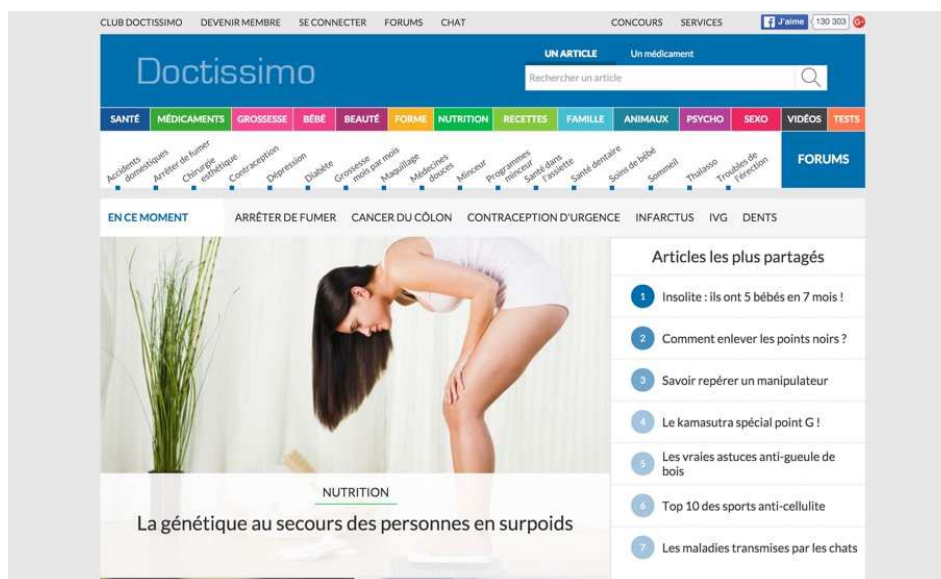 CLUB DOCTISSIMO DEVENIR MEMBRE SE CONNECTER FORUMS CHAT CONCOURS SERVICES J'aime 130 303 G+
UN ARTICLE Un médicament
Doctissimo
Rechercher un article
SANTÉ MÉDICAMENTS GROSSESSE BÉBÉ BEAUTÉ FORME NUTRITION RECETTES FAMILLE ANIMAUX PSYCHO SEXO VIDÉOS TESTS
Accidents domestiques
Arrêter de fumer
Chirurgie esthétique
Contraception
Dépression
Diabète
Grossesse mois par mois
Maquillage
Médecines douces
Minceur
Programmes minceur
Santé dans l'assiette
Santé dentaire
Soins de bébé
Sommeil
Thalasso
Troubles de l'érection
FORUMS
EN CE MOMENT ARRÊTER DE FUMER CANCER DU CÔLON CONTRACEPTION D'URGENCE INFARCTUS IVG DENTS
NUTRITION
La génétique au secours des personnes en surpoids
Articles les plus partagés
1 Insolite : ils ont 5 bébés en 7 mois !
2 Comment enlever les points noirs ?
3 Savoir repérer un manipulateur
4 Le kamasutra spécial point G !
5 Les vraies astuces anti-gueule de
bois
6 Top 10 des sports anti-cellulite
7 Les maladies transmises par les chats